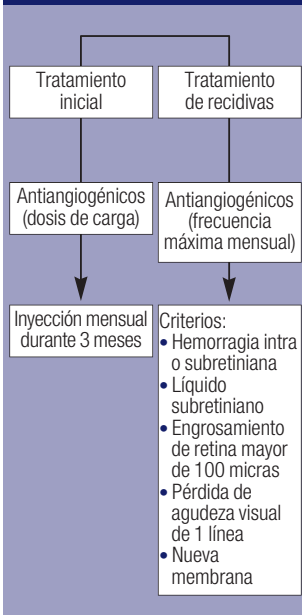 Tratamiento
inicial
Tratamiento
de recidivas
Antiangiogénicos
(dosis de carga)
Antiangiogénicos
(frecuencia
máxima mensual)
Inyección mensual
durante 3 meses
Criterios:
• Hemorragia intra
o subretiniana
• Líquido
subretiniano
• Engrosamiento
de retina mayor
de 100 micras
• Pérdida de
agudeza visual
de 1 línea
• Nueva
membrana